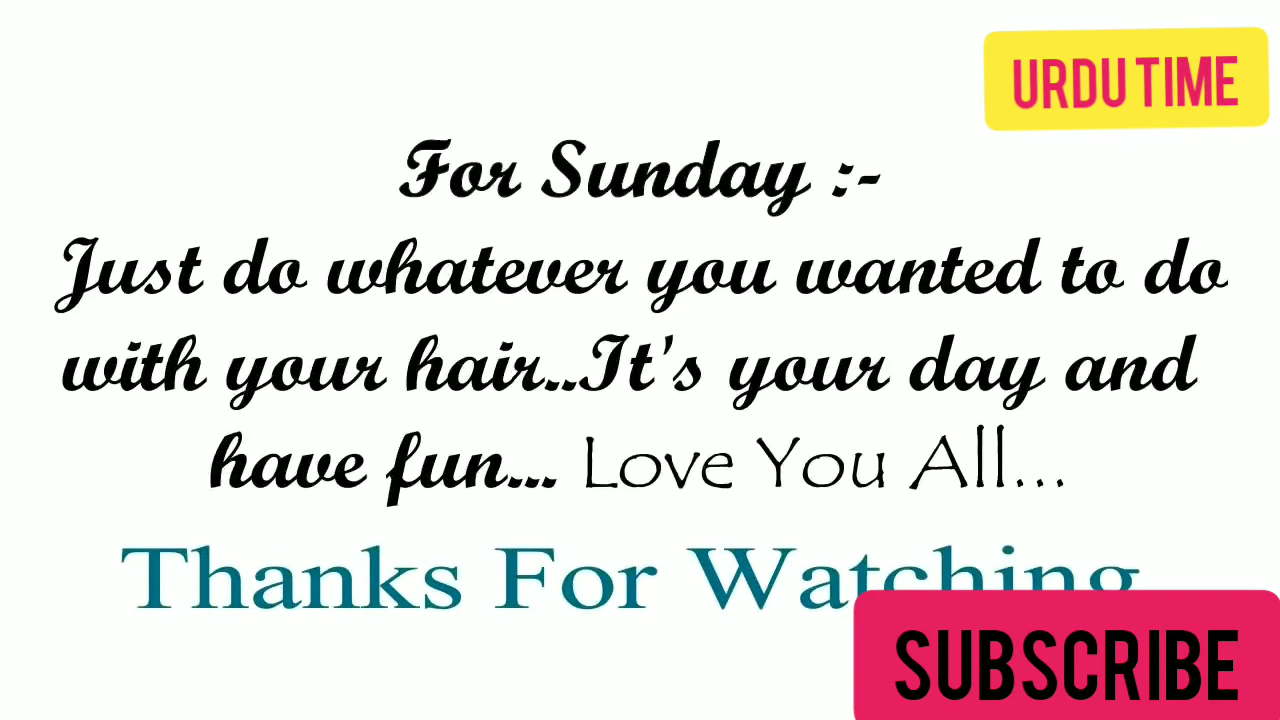 URDU TIME
For Sunday :-
Just do whatever you wanted to do
with your hair..It's your day and
have fun... Love You All...
Thanks For Watching
SUBSCRIBE